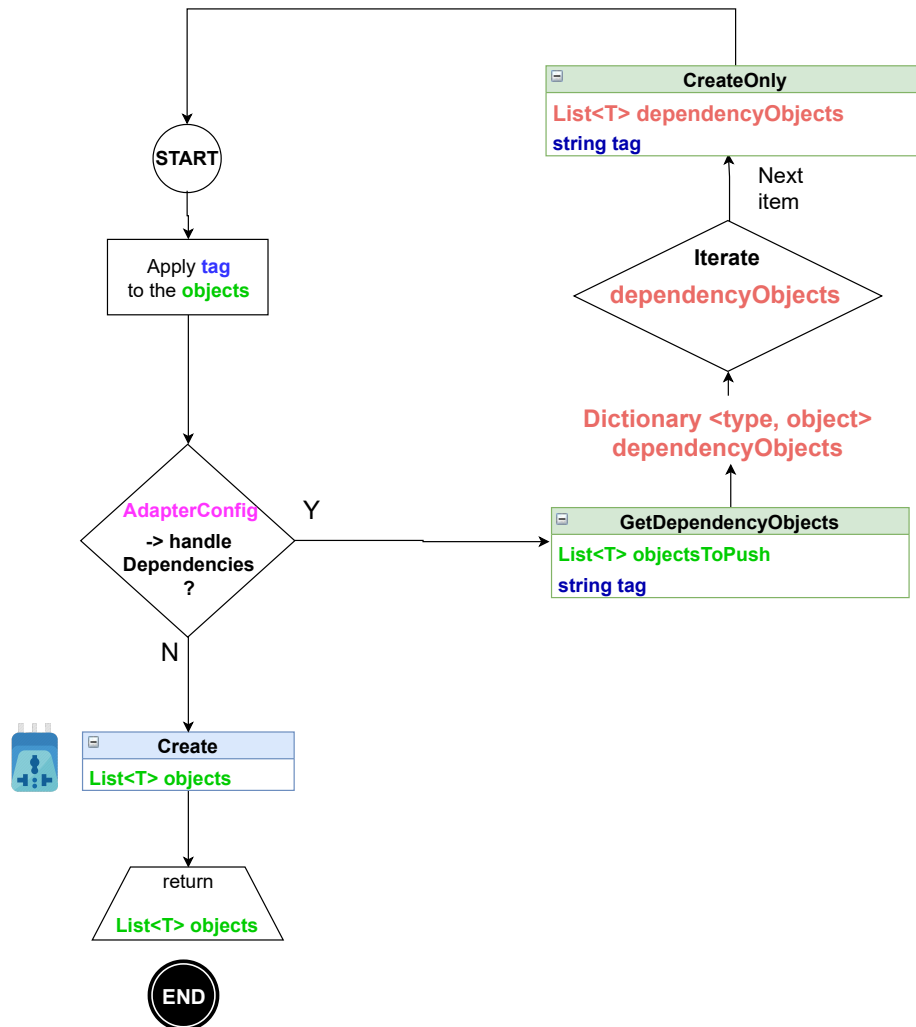 START
Apply tag
to the objects
AdapterConfig
-> handle
Dependencies
?
Y
N
Create
List<T> objects
return
List<T> objects
END
GetDependencyObjects
List<T> objectsToPush
string tag
Dictionary <type, object>
dependencyObjects
Iterate
dependencyObjects
Next
item
CreateOnly
List<T> dependencyObjects
string tag